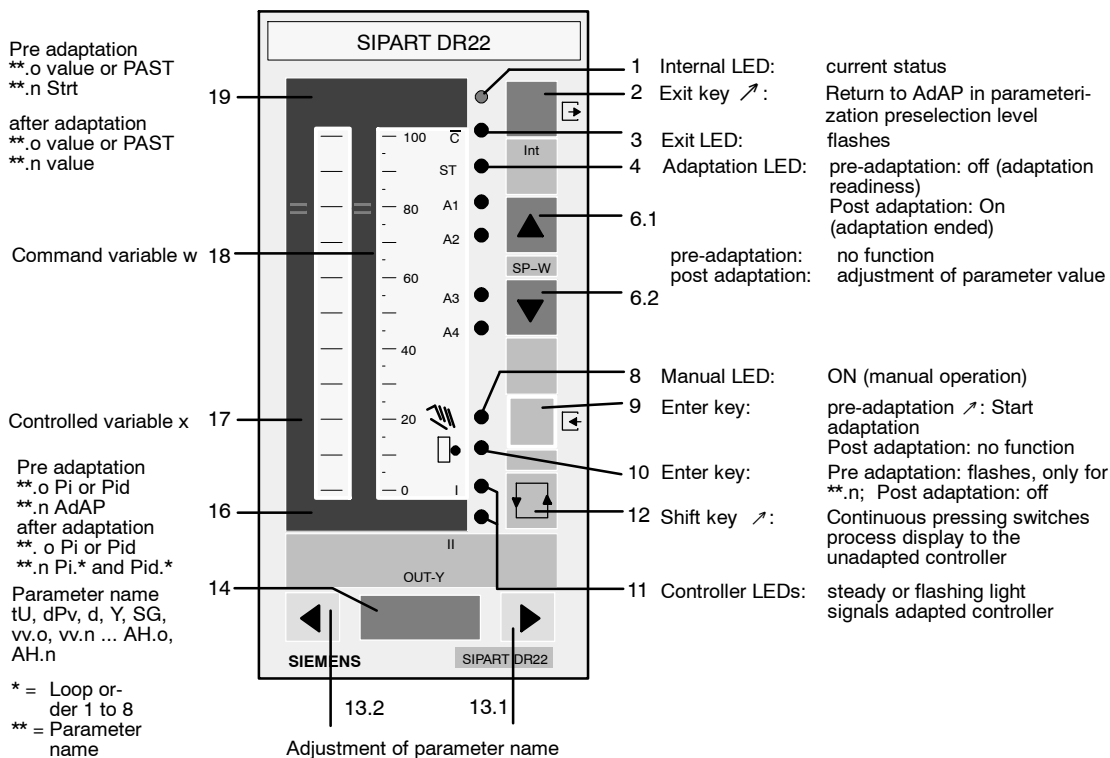 SIPART DR22
Pre adaptation
**.o value or PAST
**.n Strt
after adaptation
**.o value or PAST
**.n value
19
Command variable w 18
Controlled variable x 17
Pre adaptation
**.o Pi or Pid
**.n AdAP
after adaptation
**. o Pi or Pid
**.n Pi.* and Pid.*
16
Parameter name
tU, dPv, d, Y, SG,
vv.o, vv.n ... AH.o,
AH.n
14
* = Loop or-
der 1 to 8
** = Parameter
name
100
80
60
40
20
0
C̅
ST
A1
A2
A3
A4
I
II
Int
SP–W
OUT-Y
SIEMENS
SIPART DR22
13.2
13.1
Adjustment of parameter name
1 Internal LED: current status
2 Exit key ↗ : Return to AdAP in parameteri-
zation preselection level
3 Exit LED: flashes
4 Adaptation LED: pre-adaptation: off (adaptation
readiness)
Post adaptation: On
(adaptation ended)
6.1
pre-adaptation: no function
post adaptation: adjustment of parameter value
6.2
8 Manual LED: ON (manual operation)
9 Enter key: pre-adaptation ↗: Start
adaptation
Post adaptation: no function
10 Enter key: Pre adaptation: flashes, only for
**.n; Post adaptation: off
12 Shift key ↗: Continuous pressing switches
process display to the
unadapted controller
11 Controller LEDs: steady or flashing light
signals adapted controller